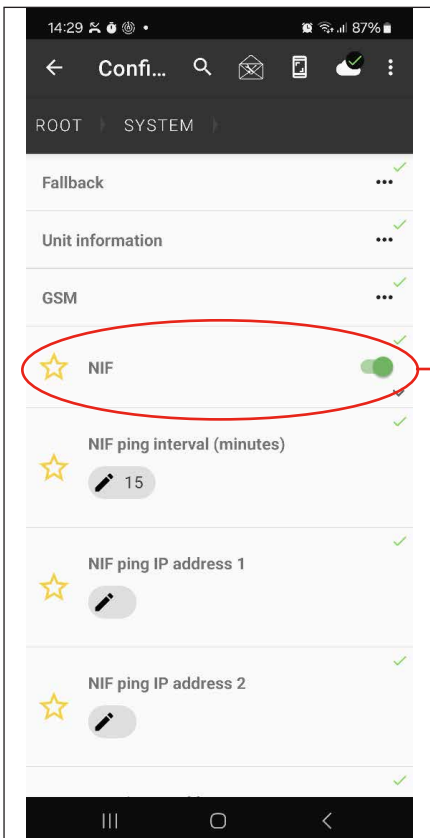 14:29 87%
Confi...
ROOT SYSTEM
Fallback
Unit information
GSM
NIF
NIF ping interval (minutes)
15
NIF ping IP address 1
NIF ping IP address 2